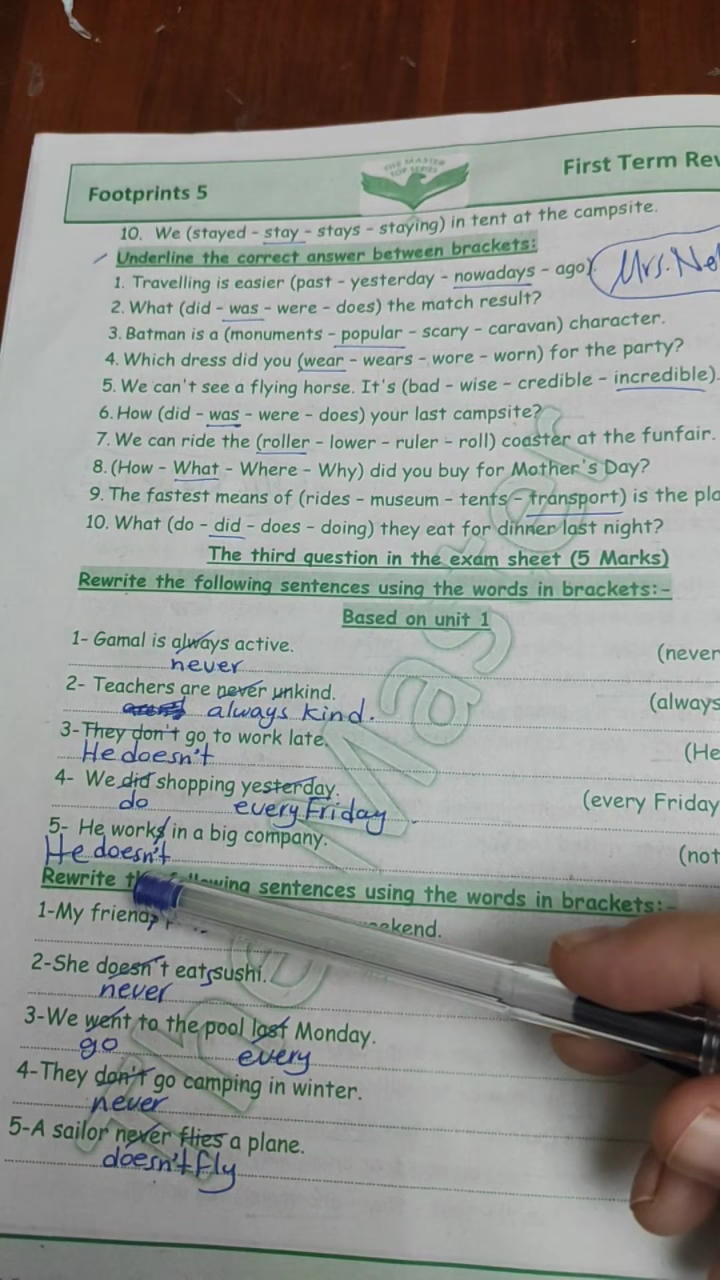 THE MASTER
TOP SERIES
Footprints 5
First Term Rev
10. We (stayed – stay – stays – staying) in tent at the campsite.
Underline the correct answer between brackets:
Mrs.Ne
1. Travelling is easier (past – yesterday – nowadays – ago).
2. What (did – was – were – does) the match result?
3. Batman is a (monuments – popular – scary – caravan) character.
4. Which dress did you (wear – wears – wore – worn) for the party?
5. We can't see a flying horse. It's (bad – wise – credible – incredible).
6. How (did – was – were – does) your last campsite?
7. We can ride the (roller – lower – ruler – roll) coaster at the funfair.
8. (How – What – Where – Why) did you buy for Mother's Day?
9. The fastest means of (rides – museum – tents – transport) is the pla
10. What (do – did – does – doing) they eat for dinner last night?
The third question in the exam sheet (5 Marks)
Rewrite the following sentences using the words in brackets:-
Based on unit 1
1- Gamal is always active. (never
never
2- Teachers are never unkind. (always
always kind.
3-They don't go to work late. (He
He doesn't
4- We did shopping yesterday. (every Friday
do every Friday
5- He works in a big company. (not
He doesn't
Rewrite the following sentences using the words in brackets:-
1-My friend weekend.
2-She doesn't eat sushi.
never
3-We went to the pool last Monday.
go every
4-They don't go camping in winter.
never
5-A sailor never flies a plane.
doesn't fly
The Master